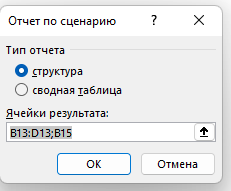 Отчет по сценарию
Тип отчета
структура
сводная таблица
Ячейки результата:
B13:D13;B15
ОК
Отмена